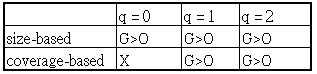 q = 0 q = 1 q = 2
size-based G>O G>O G>O
coverage-based X G>O G>O